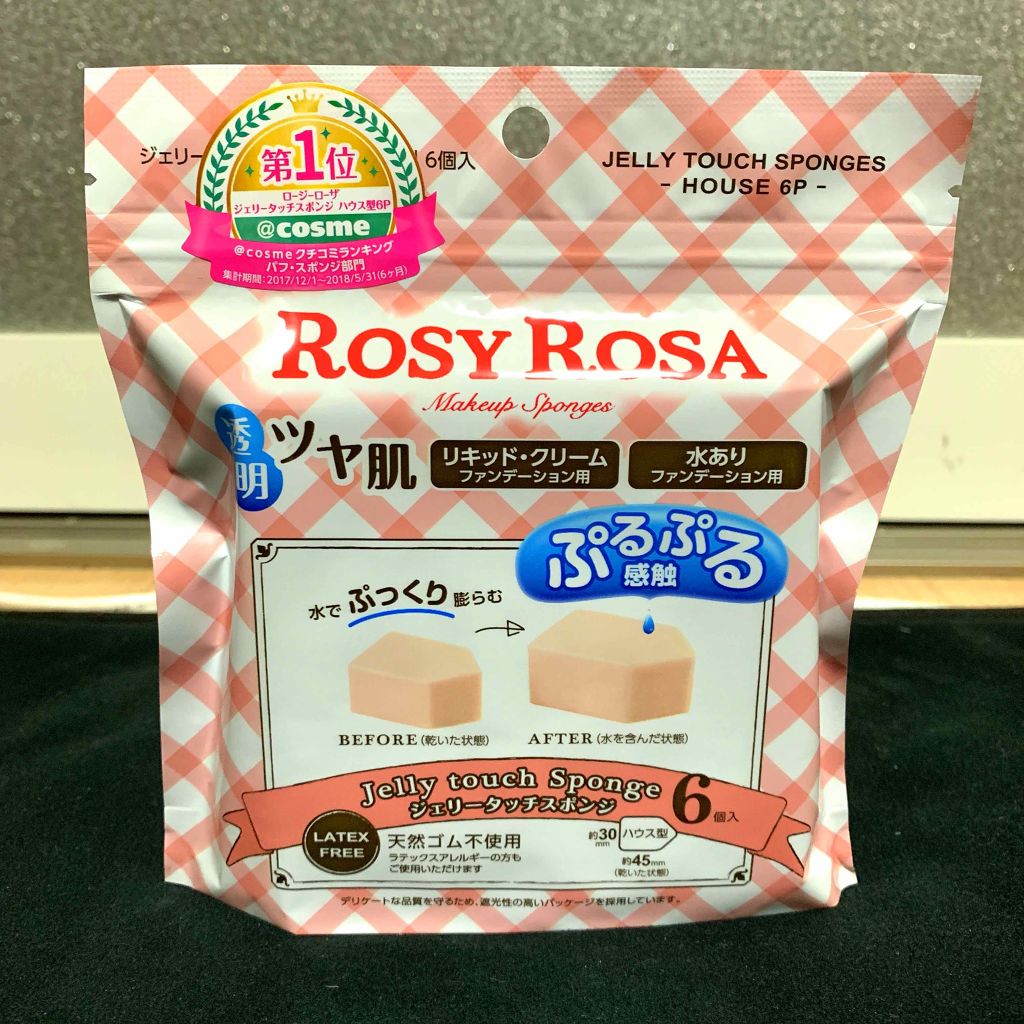 ジェリー
6個入
JELLY TOUCH SPONGES
- HOUSE 6P -
第1位
ロージーローザ
ジェリータッチスポンジ ハウス型6P
@cosme
@cosmeクチコミランキング
パフ・スポンジ部門
集計期間:2017/12/1~2018/5/31(6ヶ月)
ROSY ROSA
Makeup Sponges
透明
ツヤ肌
リキッド・クリーム
ファンデーション用
水あり
ファンデーション用
ぷるぷる
感触
水でぷっくり膨らむ
BEFORE(乾いた状態)
AFTER(水を含んだ状態)
Jelly touch Sponge
ジェリータッチスポンジ
6個入
LATEX
FREE
天然ゴム不使用
ラテックスアレルギーの方も
ご使用いただけます
約30mm
ハウス型
約45mm
(乾いた状態)
デリケートな品質を守るため、遮光性の高いパッケージを採用しています。